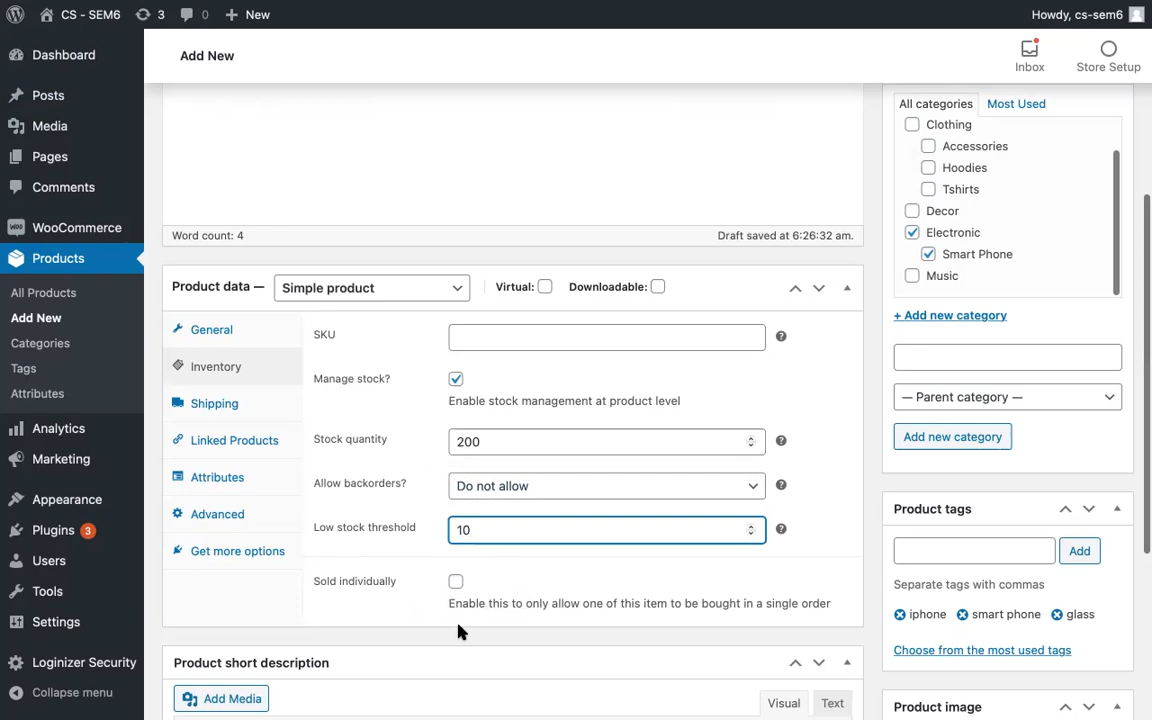 CS - SEM6 3 0 + New
Howdy, cs-sem6
Dashboard
Posts
Media
Pages
Comments
WooCommerce
Products
All Products
Add New
Categories
Tags
Attributes
Analytics
Marketing
Appearance
Plugins 3
Users
Tools
Settings
Loginizer Security
Collapse menu
Add New
Inbox
Store Setup
Word count: 4
Draft saved at 6:26:32 am.
Product data — Simple product Virtual: Downloadable:
General
Inventory
Shipping
Linked Products
Attributes
Advanced
Get more options
SKU
Manage stock?
Enable stock management at product level
Stock quantity 200
Allow backorders? Do not allow
Low stock threshold 10
Sold individually
Enable this to only allow one of this item to be bought in a single order
Product short description
Add Media
Visual Text
All categories Most Used
Clothing
Accessories
Hoodies
Tshirts
Decor
Electronic
Smart Phone
Music
+ Add new category
— Parent category —
Add new category
Product tags
Add
Separate tags with commas
iphone smart phone glass
Choose from the most used tags
Product image